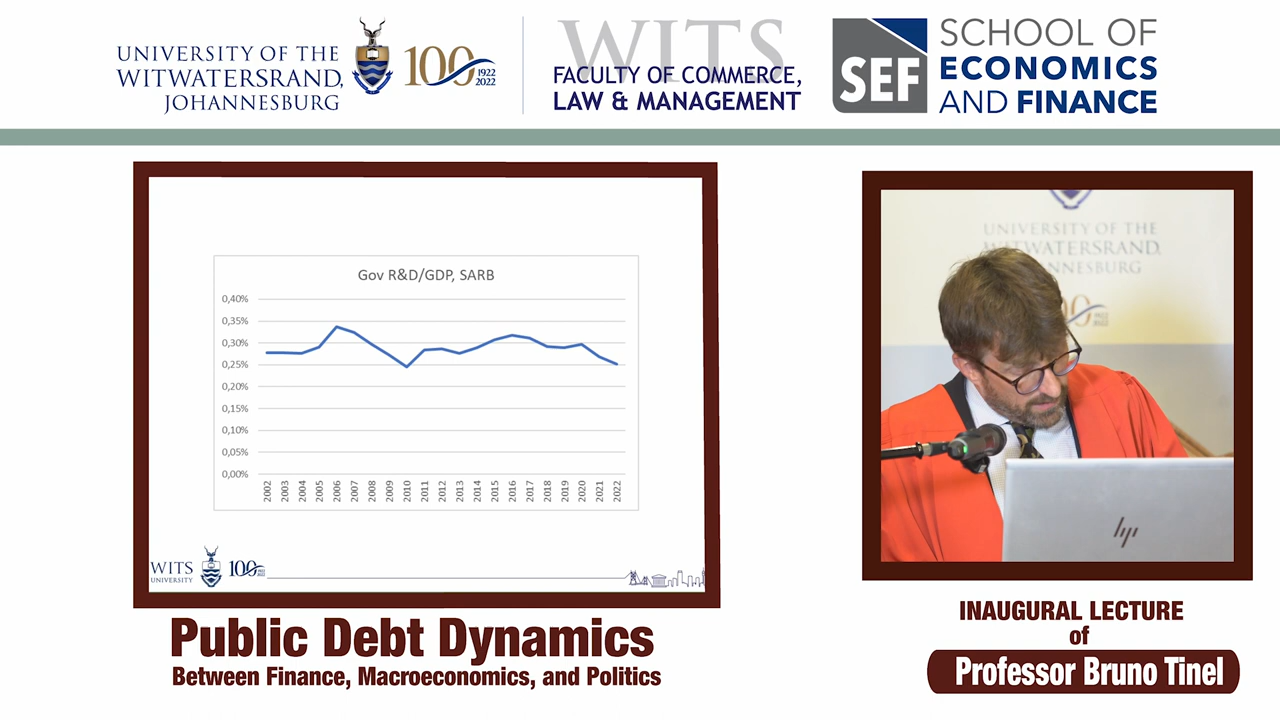 UNIVERSITY OF THE
WITWATERSRAND,
JOHANNESBURG
100 1922
2022
WITS
FACULTY OF COMMERCE,
LAW & MANAGEMENT
SEF
SCHOOL OF
ECONOMICS
AND FINANCE
Gov R&D/GDP, SARB
0,40%
0,35%
0,30%
0,25%
0,20%
0,15%
0,10%
0,05%
0,00%
2002 2003 2004 2005 2006 2007 2008 2009 2010 2011 2012 2013 2014 2015 2016 2017 2018 2019 2020 2021 2022
WITS
UNIVERSITY
100
UNIVERSITY OF THE
WITWATERSRAND,
hp
Public Debt Dynamics
Between Finance, Macroeconomics, and Politics
INAUGURAL LECTURE
of
Professor Bruno Tinel